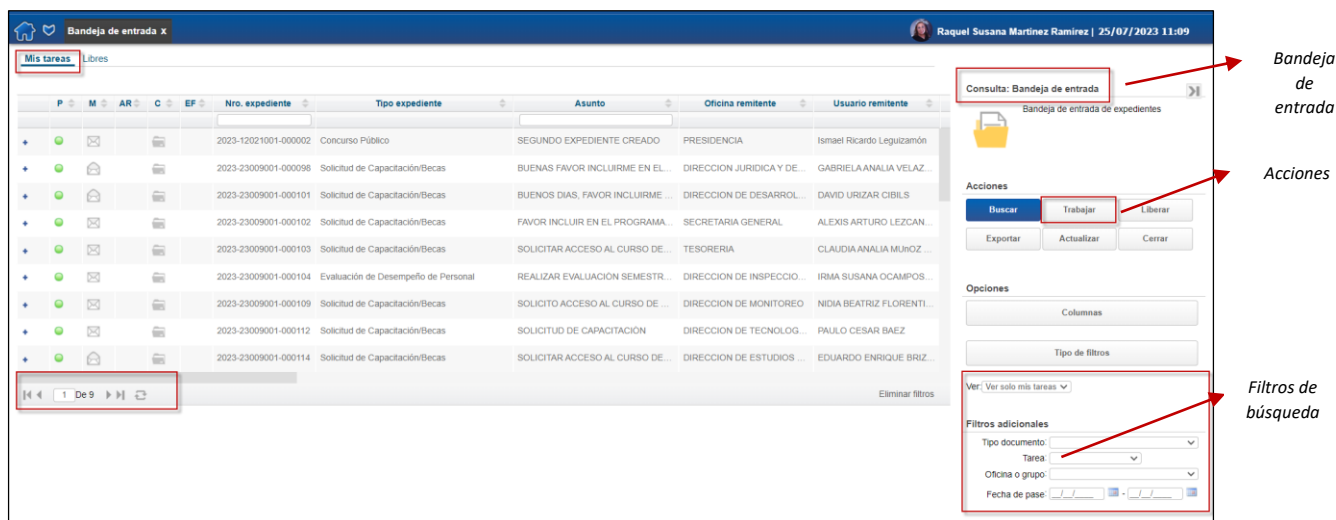 Bandeja de entrada x
Raquel Susana Martinez Ramirez | 25/07/2023 11:09
Mis tareas Libres
P M AR C EF Nro. expediente Tipo expediente Asunto Oficina remitente Usuario remitente
2023-12021001-000002 Concurso Público SEGUNDO EXPEDIENTE CREADO PRESIDENCIA Ismael Ricardo Leguizamón
2023-23009001-000098 Solicitud de Capacitación/Becas BUENAS FAVOR INCLUIRME EN EL... DIRECCION JURIDICA Y DE... GABRIELA ANALIA VELAZ...
2023-23009001-000101 Solicitud de Capacitación/Becas BUENOS DIAS, FAVOR INCLUIRME ... DIRECCION DE DESARROL... DAVID URIZAR CIBILS
2023-23009001-000102 Solicitud de Capacitación/Becas FAVOR INCLUIR EN EL PROGRAMA... SECRETARIA GENERAL ALEXIS ARTURO LEZCAN...
2023-23009001-000103 Solicitud de Capacitación/Becas SOLICITAR ACCESO AL CURSO DE... TESORERIA CLAUDIA ANALIA MUnOZ ...
2023-23009001-000104 Evaluación de Desempeño de Personal REALIZAR EVALUACIÓN SEMESTR... DIRECCION DE INSPECCIO... IRMA SUSANA OCAMPOS...
2023-23009001-000109 Solicitud de Capacitación/Becas SOLICITO ACCESO AL CURSO DE ... DIRECCION DE MONITOREO NIDIA BEATRIZ FLORENTI...
2023-23009001-000112 Solicitud de Capacitación/Becas SOLICITUD DE CAPACITACIÓN DIRECCION DE TECNOLOG... PAULO CESAR BAEZ
2023-23009001-000114 Solicitud de Capacitación/Becas SOLICITAR ACCESO AL CURSO DE... DIRECCION DE ESTUDIOS ... EDUARDO ENRIQUE BRIZ...
1 De 9
Eliminar filtros
Consulta: Bandeja de entrada
Bandeja de entrada de expedientes
Acciones
Buscar Trabajar Liberar
Exportar Actualizar Cerrar
Opciones
Columnas
Tipo de filtros
Ver: Ver solo mis tareas
Filtros adicionales
Tipo documento:
Tarea:
Oficina o grupo:
Fecha de pase: __/__/____ - __/__/____
Bandeja
de
entrada
Acciones
Filtros de
búsqueda